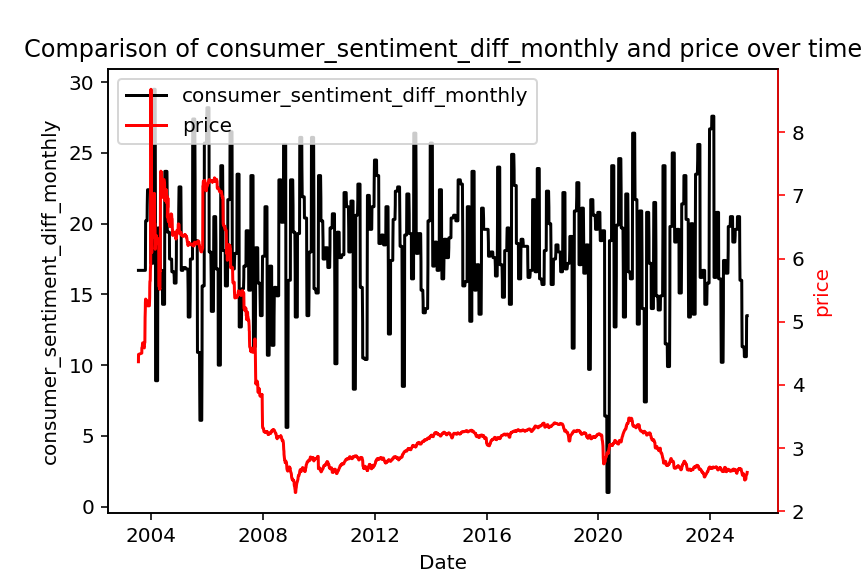 Comparison of consumer_sentiment_diff_monthly and price over time
consumer_sentiment_diff_monthly
price
30
25
20
15
10
5
0
consumer_sentiment_diff_monthly
8
7
6
5
4
3
2
price
2004 2008 2012 2016 2020 2024
Date